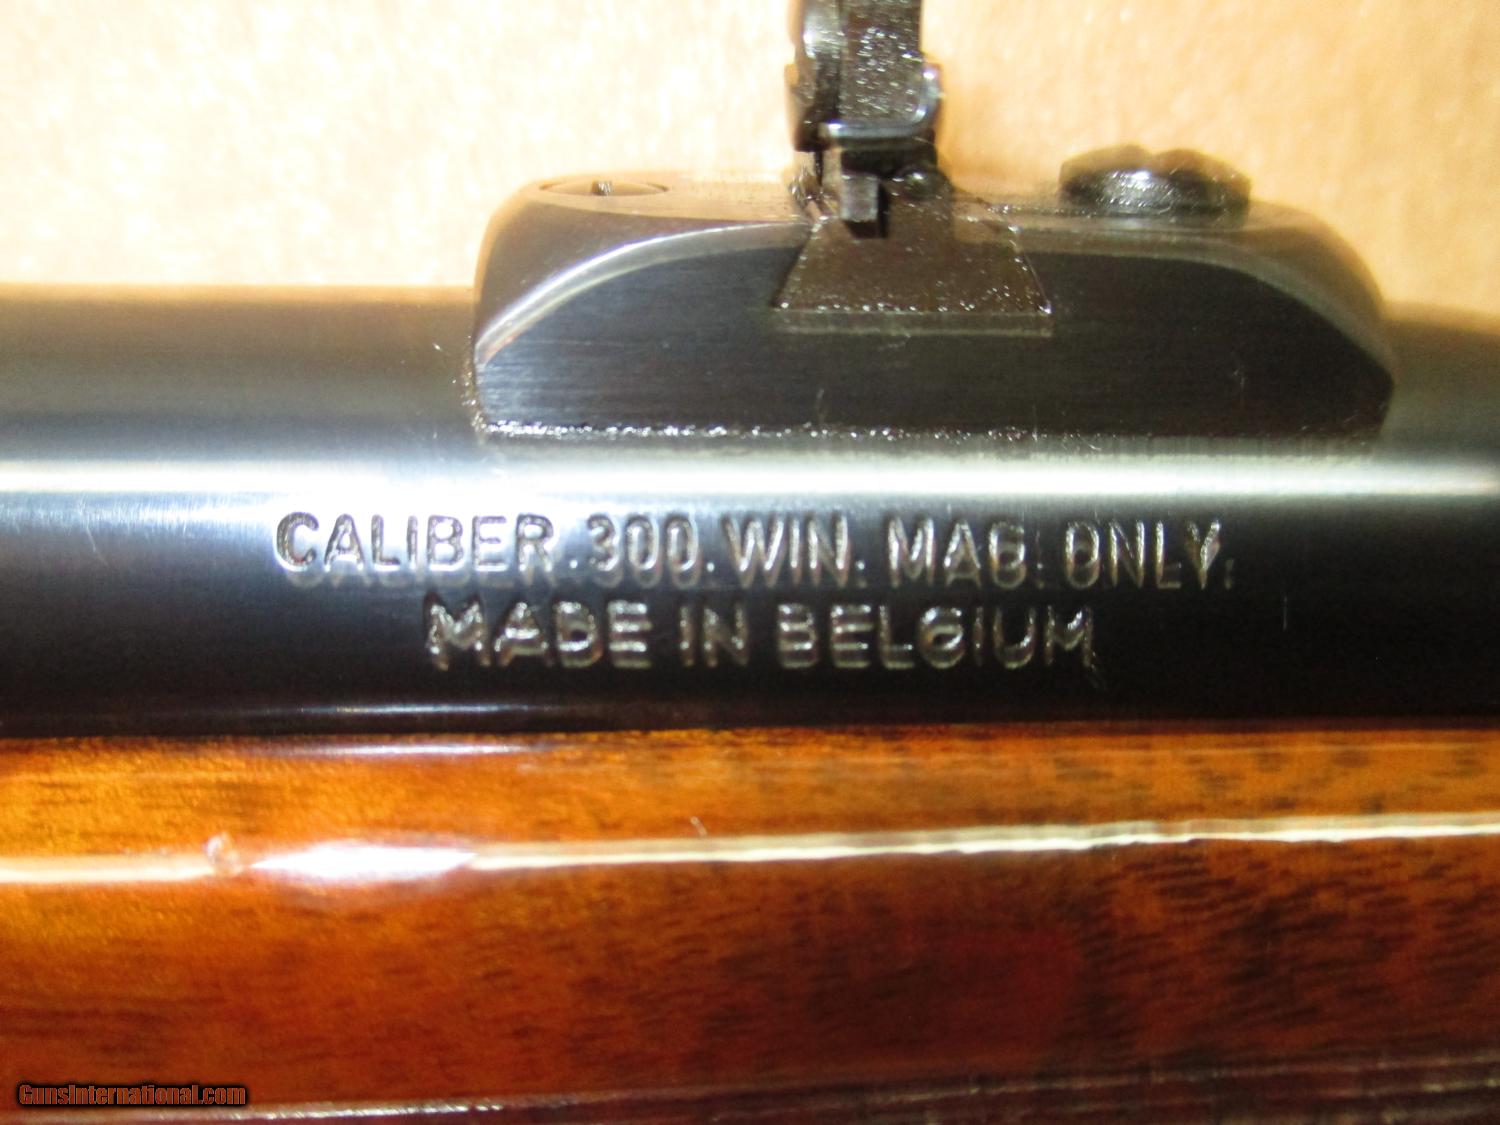 CALIBER .300. WIN. MAG. ONLY.
MADE IN BELGIUM
GunsInternational.com